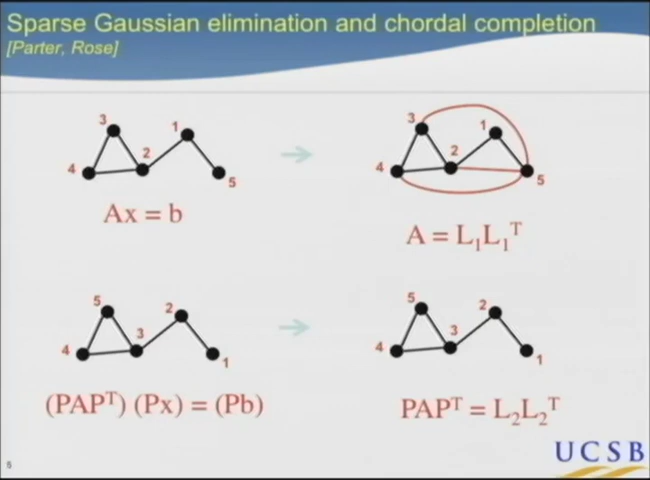 Sparse Gaussian elimination and chordal completion
[Parter, Rose]
3
1
2
4
5
Ax = b
3
1
2
4
5
A = L₁L₁ᵀ
5
2
3
4
1
(PAPᵀ) (Px) = (Pb)
5
2
3
4
1
PAPᵀ = L₂L₂ᵀ
UCSB